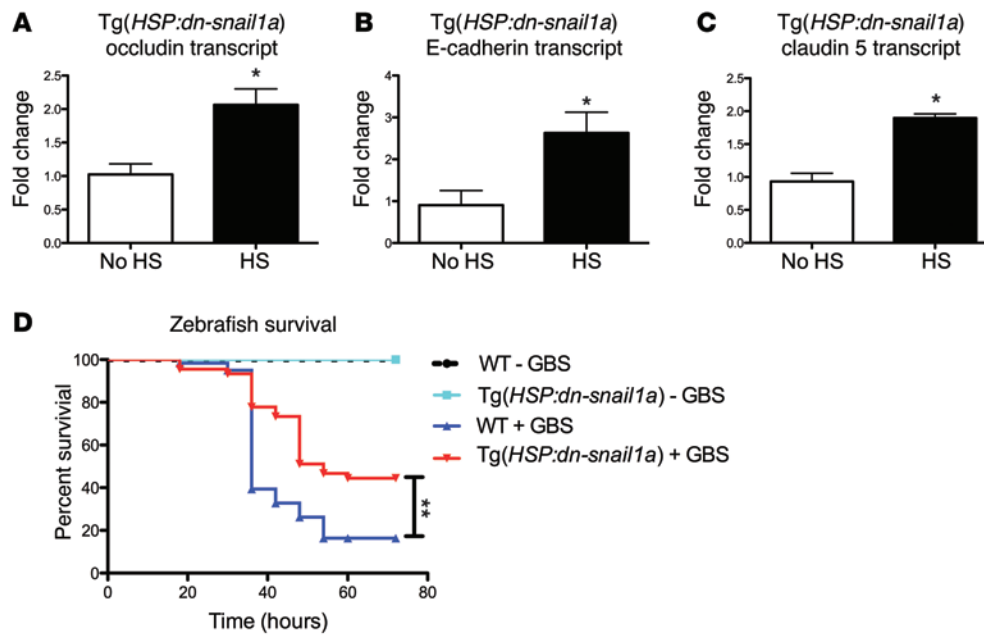 A
Tg(HSP:dn-snail1a)
occludin transcript
Fold change
2.5
2.0
1.5
1.0
0.5
0.0
*
No HS
HS
B
Tg(HSP:dn-snail1a)
E-cadherin transcript
Fold change
4
3
2
1
0
*
No HS
HS
C
Tg(HSP:dn-snail1a)
claudin 5 transcript
Fold change
2.5
2.0
1.5
1.0
0.5
0.0
*
No HS
HS
D
Zebrafish survival
Percent survivial
100
80
60
40
20
0
0
20
40
60
80
Time (hours)
**
WT - GBS
Tg(HSP:dn-snail1a) - GBS
WT + GBS
Tg(HSP:dn-snail1a) + GBS